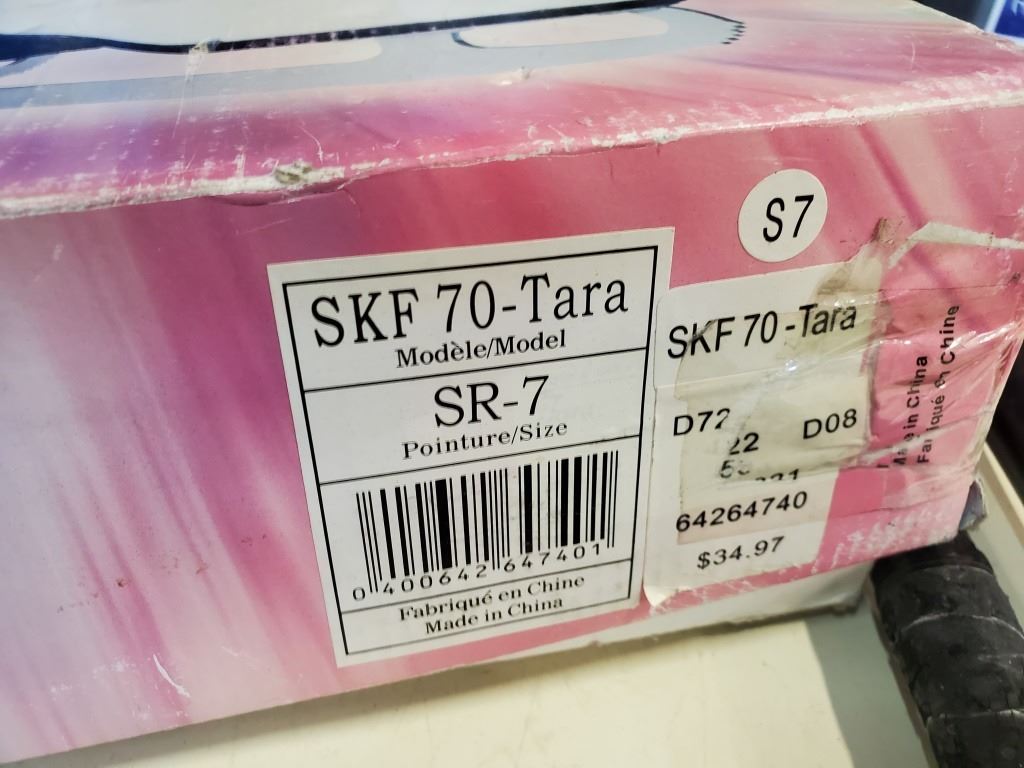 S7
SKF 70-Tara
Modèle/Model
SR-7
Pointure/Size
0 400642 647401
Fabriqué en Chine
Made in China
SKF 70-Tara
D72
22
D08
64264740
$34.97
Made in China
Fabriqué en Chine